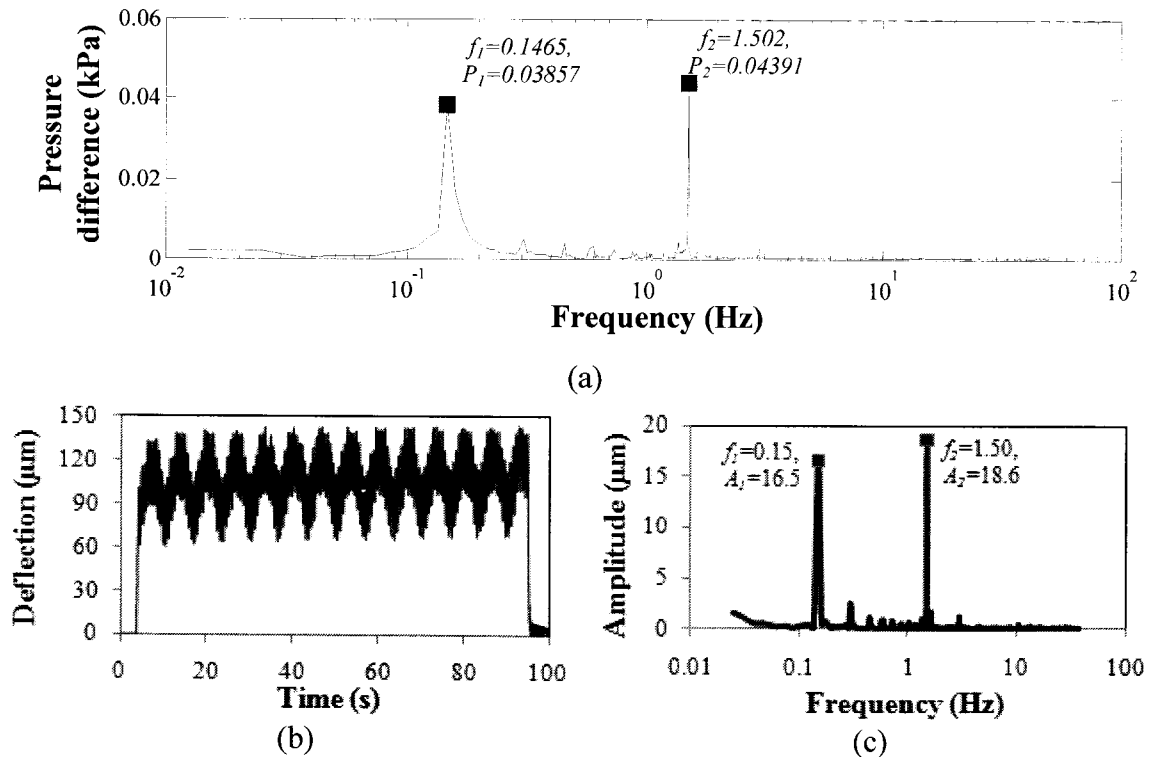 0.06
0.04
0.02
0
Pressure
difference (kPa)
f1=0.1465,
P1=0.03857
f2=1.502,
P2=0.04391
10-2
10-1
100
101
102
Frequency (Hz)
(a)
150
120
90
60
30
0
Deflection (µm)
0
20
40
60
80
100
Time (s)
(b)
20
15
10
5
0
Amplitude (µm)
f1=0.15,
A1=16.5
f2=1.50,
A2=18.6
0.01
0.1
1
10
100
Frequency (Hz)
(c)